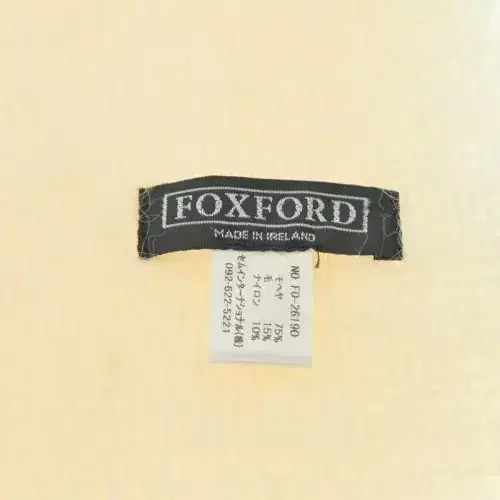 FOXFORD
MADE IN IRELAND
NO FO-26190
モヘヤ 75%
毛 15%
ナイロン 10%
セムインターナショナル(株)
092-622-5221